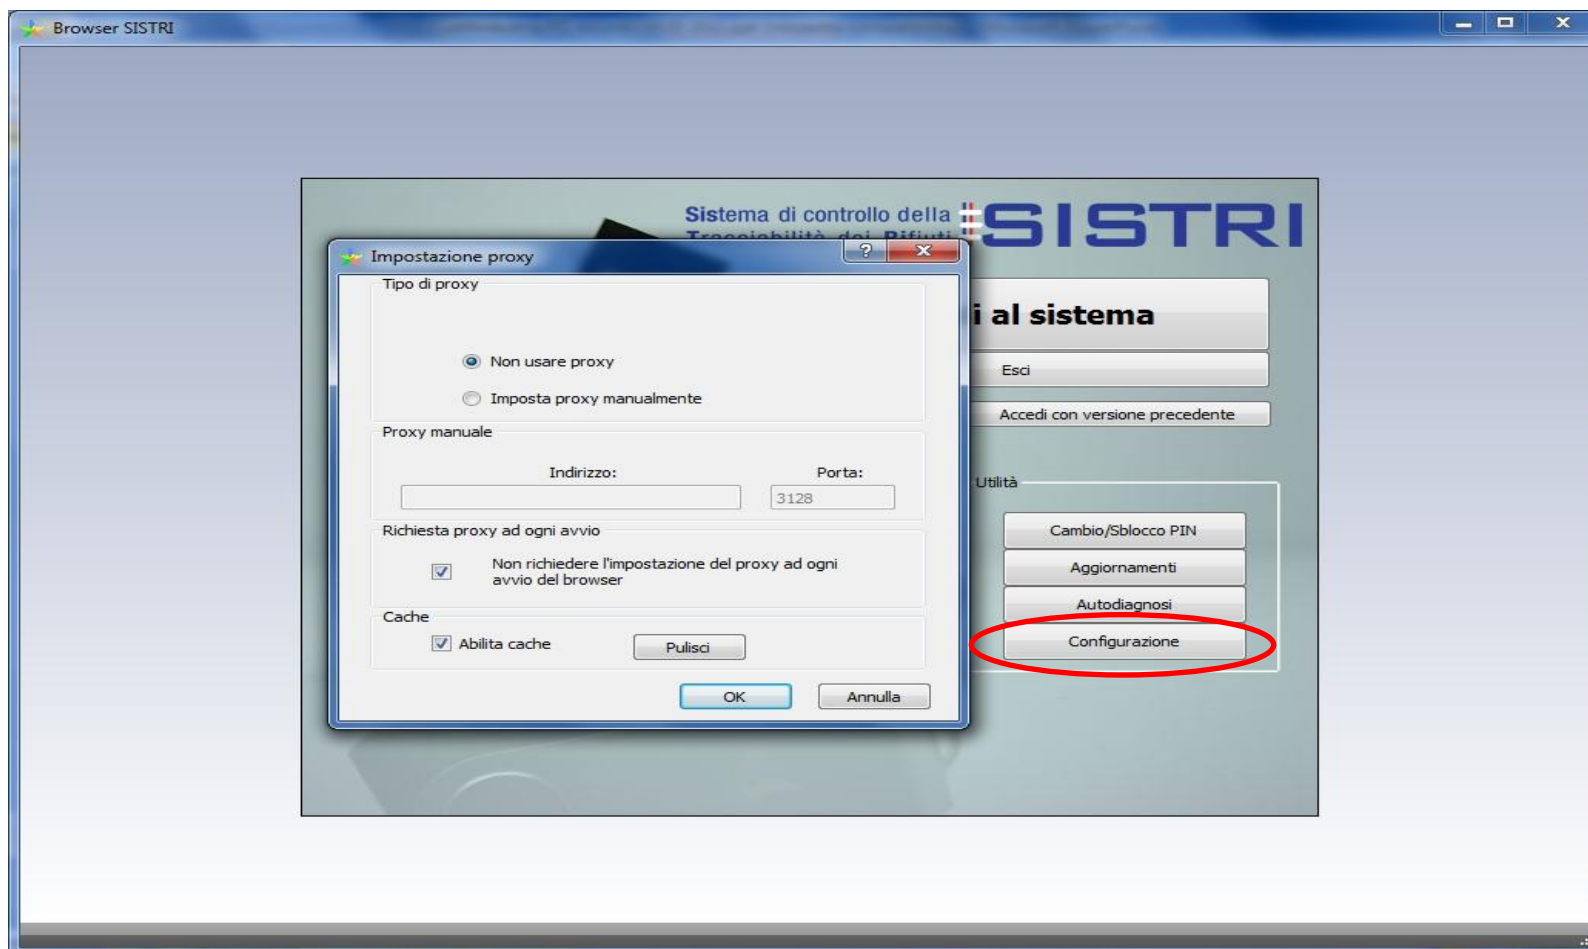 Browser SISTRI
Sistema di controllo della
Tracciabilità dei Rifiuti
SISTRI
Impostazione proxy
?
Tipo di proxy
Non usare proxy
Imposta proxy manualmente
Proxy manuale
Indirizzo:
Porta:
3128
Richiesta proxy ad ogni avvio
Non richiedere l'impostazione del proxy ad ogni
avvio del browser
Cache
Abilita cache
Pulisci
OK
Annulla
i al sistema
Esci
Accedi con versione precedente
Utilità
Cambio/Sblocco PIN
Aggiornamenti
Autodiagnosi
Configurazione